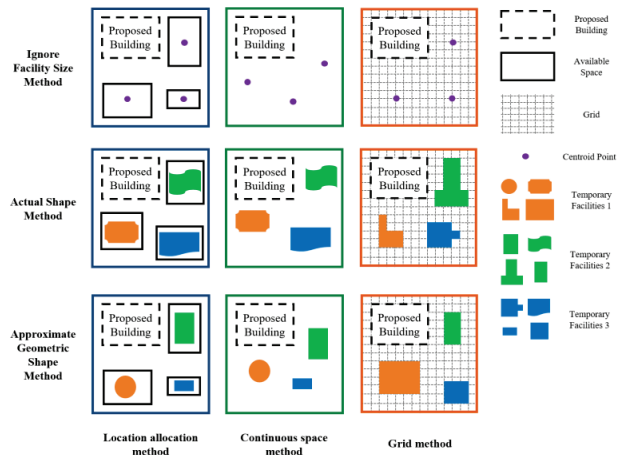 Ignore
Facility Size
Method
Proposed
Building
Proposed
Building
Proposed
Building
Actual Shape
Method
Proposed
Building
Proposed
Building
Proposed
Building
Approximate
Geometric
Shape
Method
Proposed
Building
Proposed
Building
Proposed
Building
Location allocation
method
Continuous space
method
Grid method
Proposed
Building
Available
Space
Grid
Centroid Point
Temporary
Facilities 1
Temporary
Facilities 2
Temporary
Facilities 3